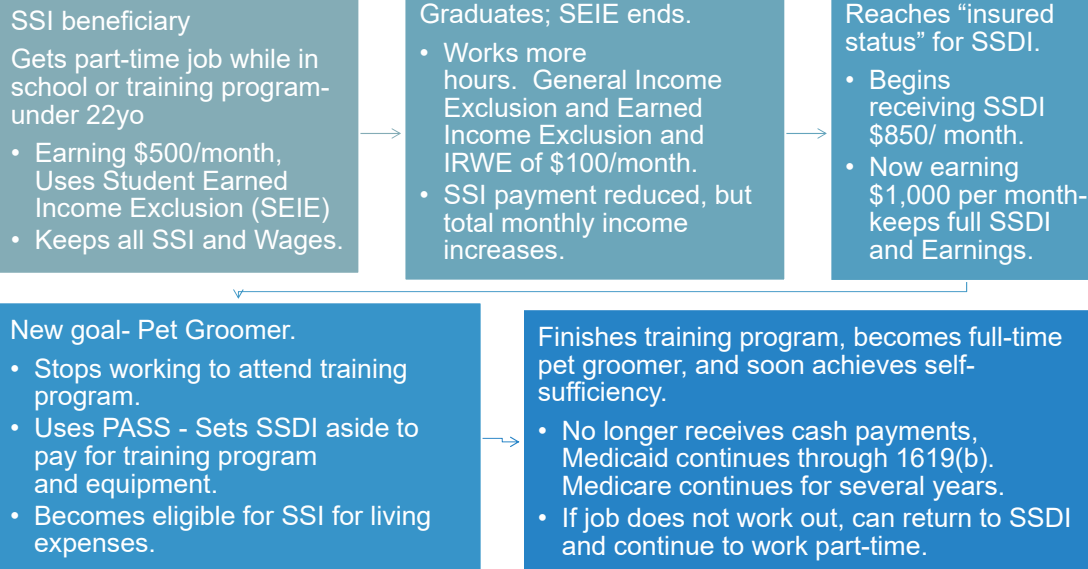 SSI beneficiary
Gets part-time job while in
school or training program-
under 22yo
• Earning $500/month,
Uses Student Earned
Income Exclusion (SEIE)
• Keeps all SSI and Wages.
Graduates; SEIE ends.
• Works more
hours. General Income
Exclusion and Earned
Income Exclusion and
IRWE of $100/month.
• SSI payment reduced, but
total monthly income
increases.
Reaches “insured
status” for SSDI.
• Begins
receiving SSDI
$850/ month.
• Now earning
$1,000 per month-
keeps full SSDI
and Earnings.
New goal- Pet Groomer.
• Stops working to attend training
program.
• Uses PASS - Sets SSDI aside to
pay for training program
and equipment.
• Becomes eligible for SSI for living
expenses.
Finishes training program, becomes full-time
pet groomer, and soon achieves self-
sufficiency.
• No longer receives cash payments,
Medicaid continues through 1619(b).
Medicare continues for several years.
• If job does not work out, can return to SSDI
and continue to work part-time.